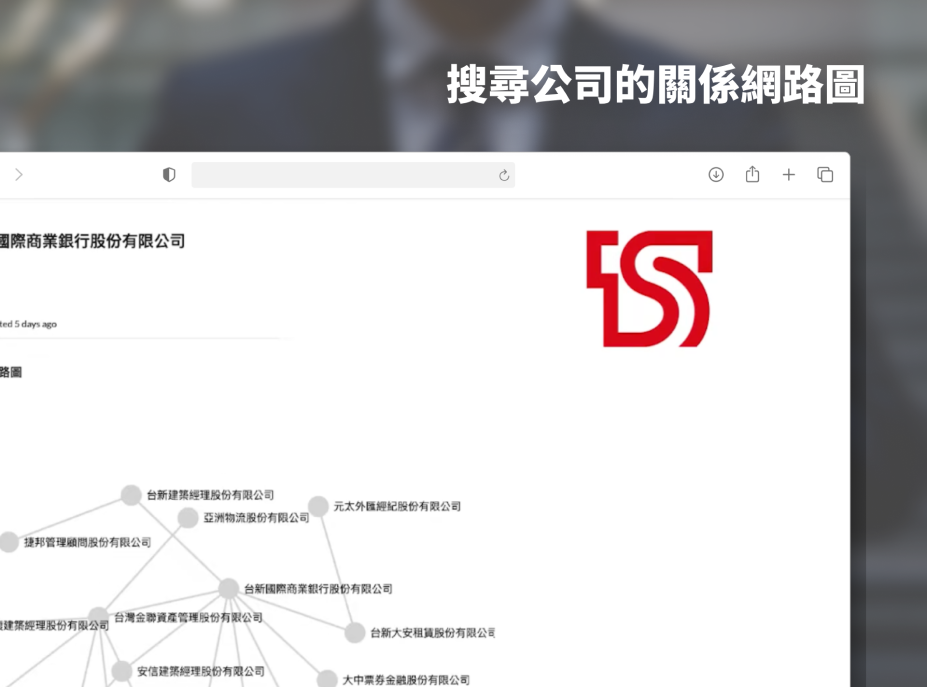 搜尋公司的關係網路圖
國際商業銀行股份有限公司
ted 5 days ago
路圖
台新建築經理股份有限公司
元太外匯經紀股份有限公司
亞洲物流股份有限公司
捷邦管理顧問股份有限公司
台新國際商業銀行股份有限公司
台灣金聯資產管理股份有限公司
建築經理股份有限公司
台新大安租賃股份有限公司
安信建築經理股份有限公司
大中票券金融股份有限公司